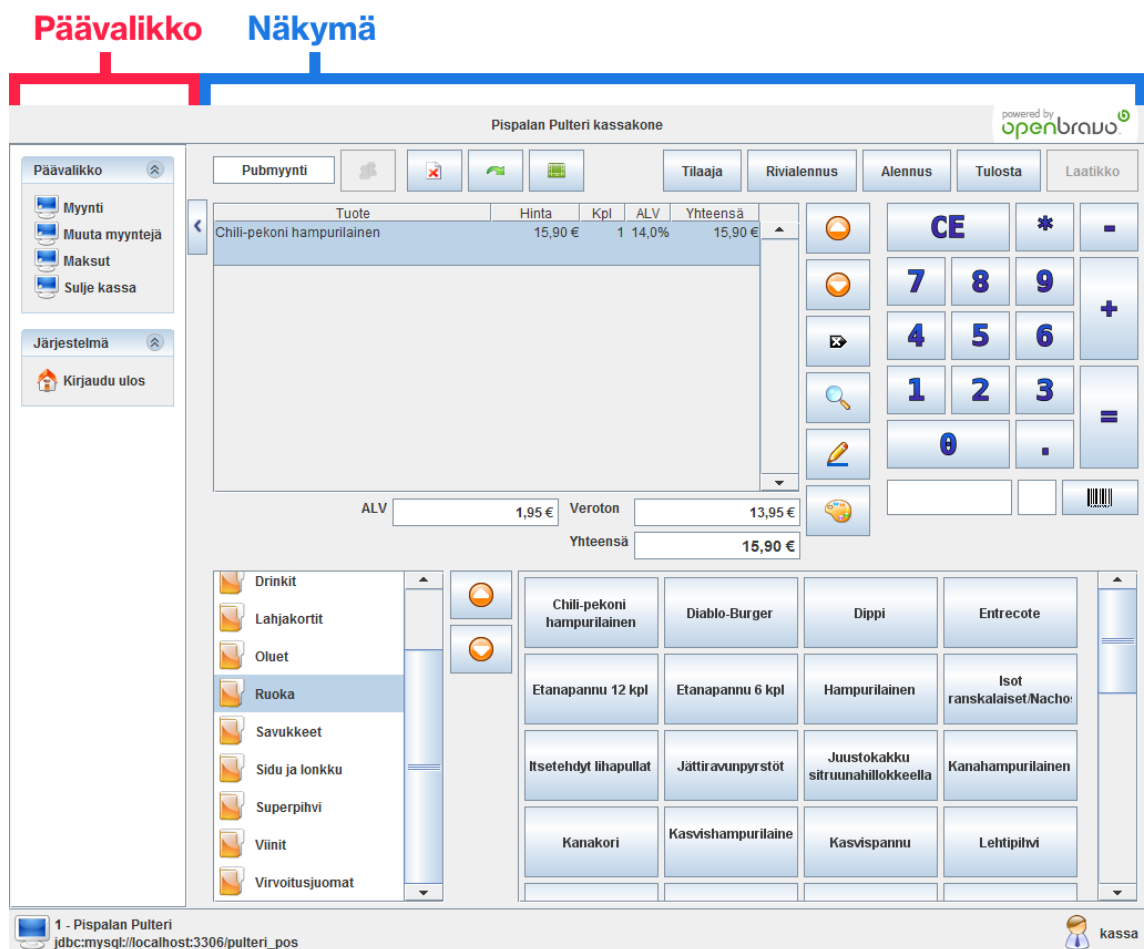 Päävalikko Näkymä
Pispalan Pulteri kassakone
powered by
openbravo
Päävalikko
Myynti
Muuta myyntejä
Maksut
Sulje kassa
Järjestelmä
Kirjaudu ulos
Pubmyynti Tilaaja Rivialennus Alennus Tulosta Laatikko
Tuote Hinta Kpl ALV Yhteensä
Chili-pekoni hampurilainen 15,90 € 1 14,0% 15,90 €
CE * -
7 8 9 +
4 5 6
1 2 3 =
0 .
ALV 1,95 € Veroton 13,95 €
Yhteensä 15,90 €
Drinkit
Lahjakortit
Oluet
Ruoka
Savukkeet
Sidu ja lonkku
Superpihvi
Viinit
Virvoitusjuomat
Chili-pekoni
hampurilainen
Diablo-Burger
Dippi
Entrecote
Etanapannu 12 kpl
Etanapannu 6 kpl
Hampurilainen
Isot
ranskalaiset/Nachos
Itsetehdyt lihapullat
Jättiravunpyrstöt
Juustokakku
sitruunahillokkeella
Kanahampurilainen
Kanakori
Kasvishampurilaine
Kasvispannu
Lehtipihvi
1 - Pispalan Pulteri
jdbc:mysql://localhost:3306/pulteri_pos
kassa